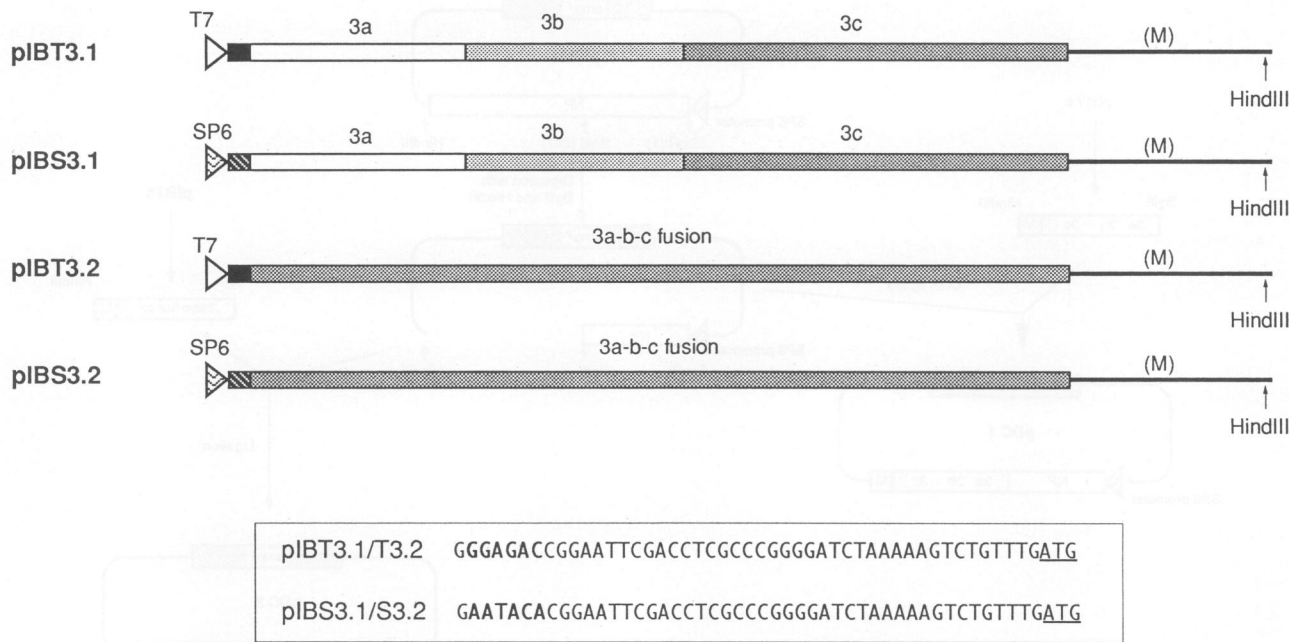 T7
3a 3b 3c
pIBT3.1
(M)
HindIII
SP6
3a 3b 3c
pIBS3.1
(M)
HindIII
T7
3a-b-c fusion
pIBT3.2
(M)
HindIII
SP6
3a-b-c fusion
pIBS3.2
(M)
HindIII
pIBT3.1/T3.2 GGGAGACCGGAATTCGACCTCGCCCGGGGATCTAAAAAGTCTGTTTGATG
pIBS3.1/S3.2 GAATACACGGAATTCGACCTCGCCCGGGGATCTAAAAAGTCTGTTTGATG